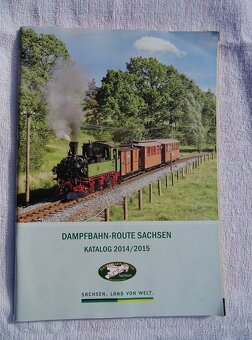 DAMPFBAHN-ROUTE SACHSEN
KATALOG 2014/2015
SACHSEN. LAND VON WELT.